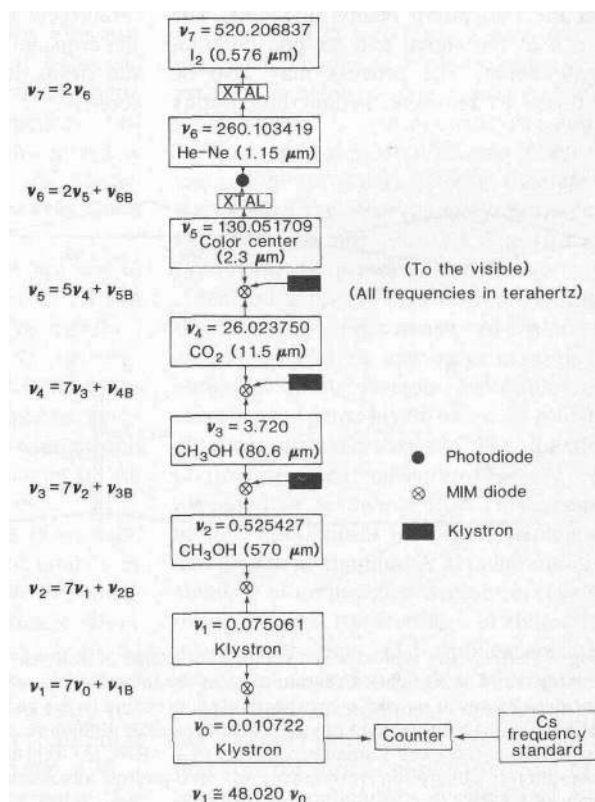 ν₇ = 520.206837
I₂ (0.576 μm)
ν₇ = 2ν₆
XTAL
ν₆ = 260.103419
He–Ne (1.15 μm)
ν₆ = 2ν₅ + ν₆B
XTAL
ν₅ = 130.051709
Color center
(2.3 μm)
(To the visible)
ν₅ = 5ν₄ + ν₅B
(All frequencies in terahertz)
ν₄ = 26.023750
CO₂ (11.5 μm)
ν₄ = 7ν₃ + ν₄B
ν₃ = 3.720
CH₃OH (80.6 μm)
Photodiode
ν₃ = 7ν₂ + ν₃B
MIM diode
Klystron
ν₂ = 0.525427
CH₃OH (570 μm)
ν₂ = 7ν₁ + ν₂B
ν₁ = 0.075061
Klystron
ν₁ = 7ν₀ + ν₁B
ν₀ = 0.010722
Klystron
Counter
Cs
frequency
standard
ν₁ ≅ 48.020 ν₀